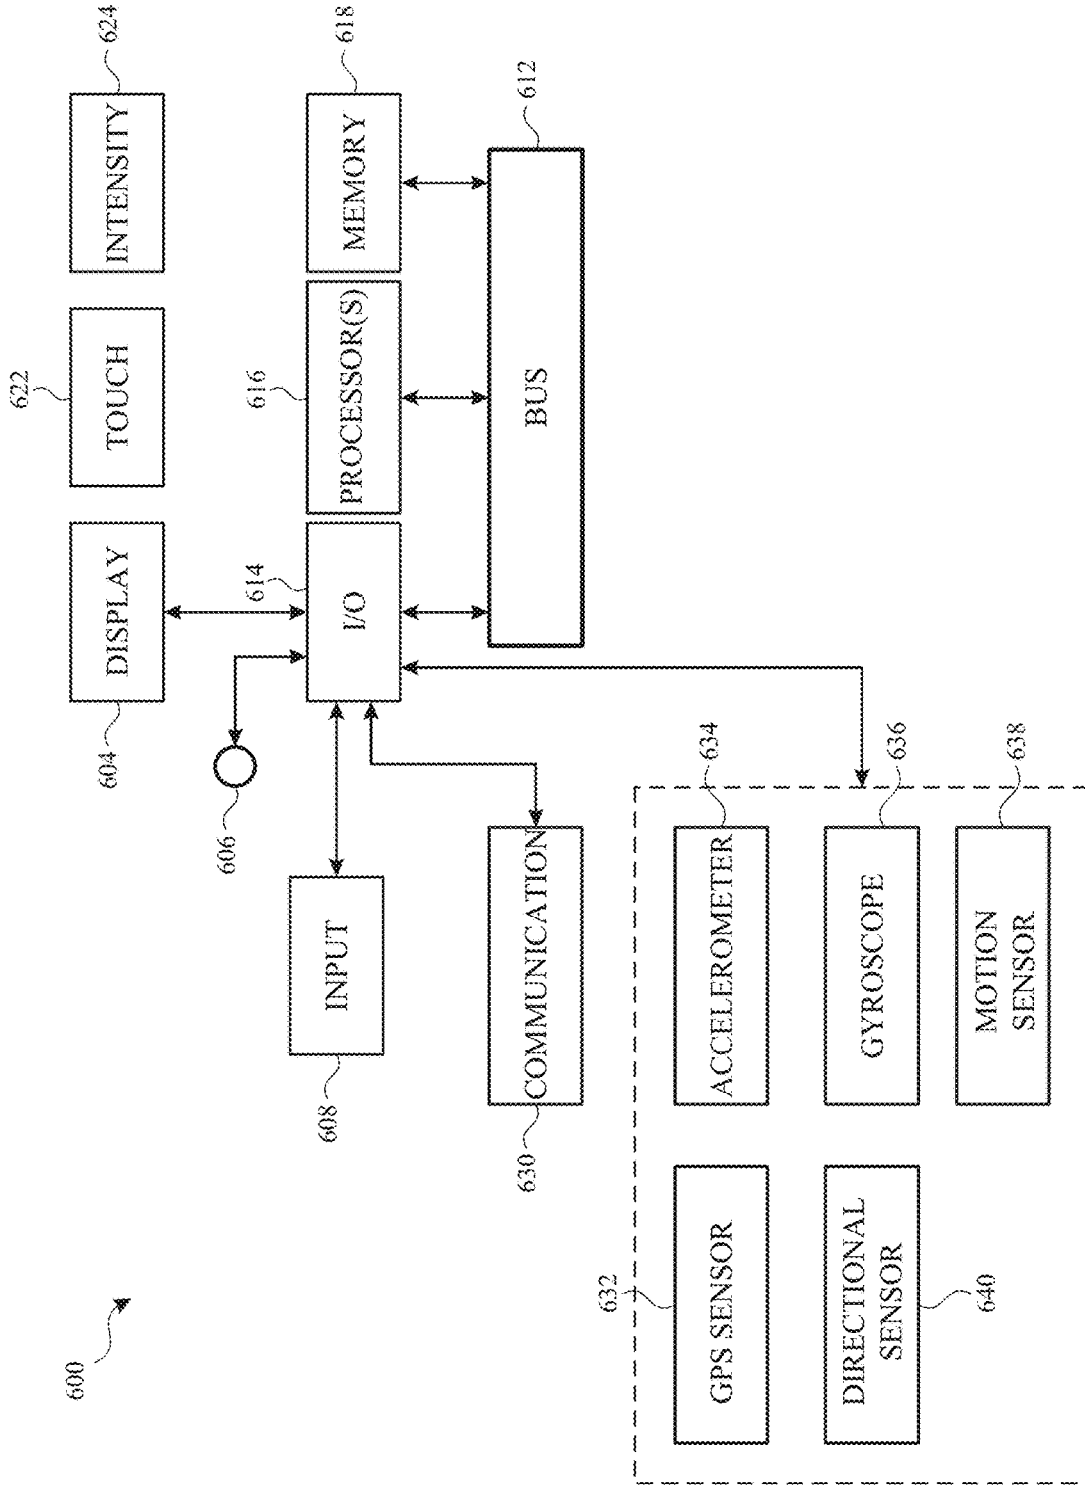 600
604
DISPLAY
622
TOUCH
624
INTENSITY
606
614
I/O
616
PROCESSOR(S)
618
MEMORY
608
INPUT
612
BUS
630
COMMUNICATION
632
GPS SENSOR
634
ACCELEROMETER
640
DIRECTIONAL
SENSOR
636
GYROSCOPE
638
MOTION
SENSOR